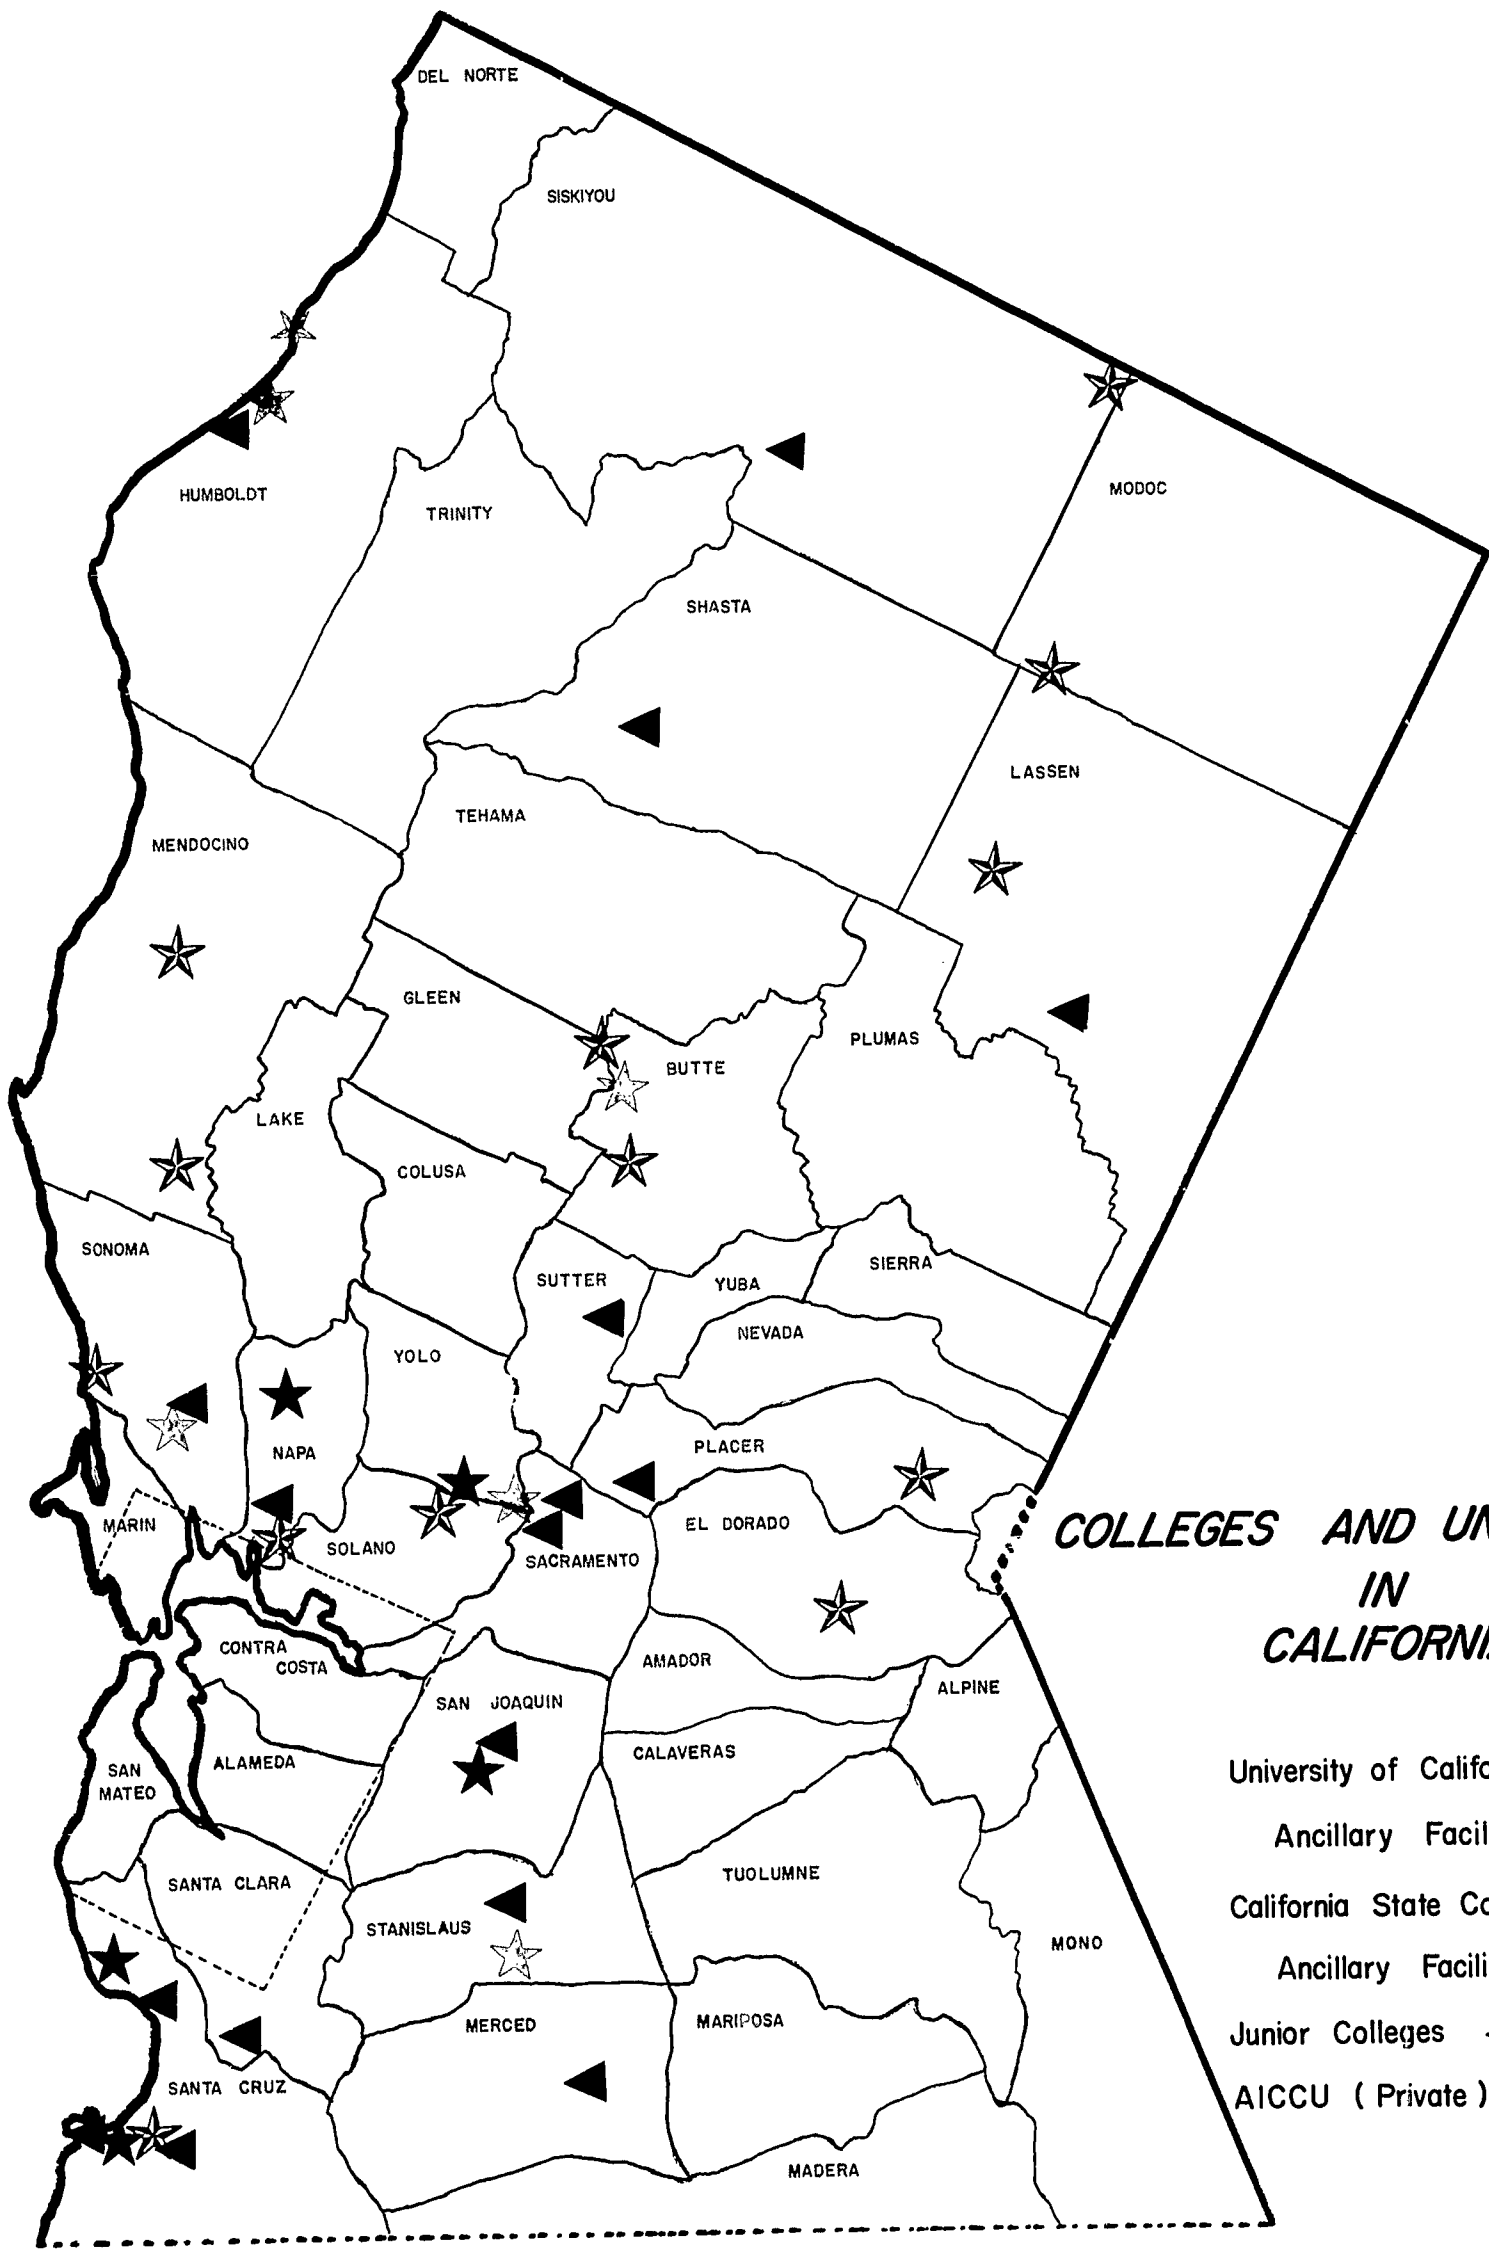 DEL NORTE
SISKIYOU
MODOC
HUMBOLDT
TRINITY
SHASTA
LASSEN
TEHAMA
MENDOCINO
GLEEN
PLUMAS
BUTTE
LAKE
COLUSA
SONOMA
SIERRA
SUTTER
YUBA
NEVADA
YOLO
PLACER
NAPA
MARIN
EL DORADO
SOLANO
SACRAMENTO
COLLEGES AND UN
IN
CALIFORNI
CONTRA
COSTA
AMADOR
ALPINE
SAN JOAQUIN
CALAVERAS
ALAMEDA
SAN
MATEO
University of Califo
Ancillary Facil
TUOLUMNE
SANTA CLARA
California State Co
STANISLAUS
MONO
Ancillary Facili
MERCED
MARIPOSA
Junior Colleges
SANTA CRUZ
AICCU ( Private )
MADERA